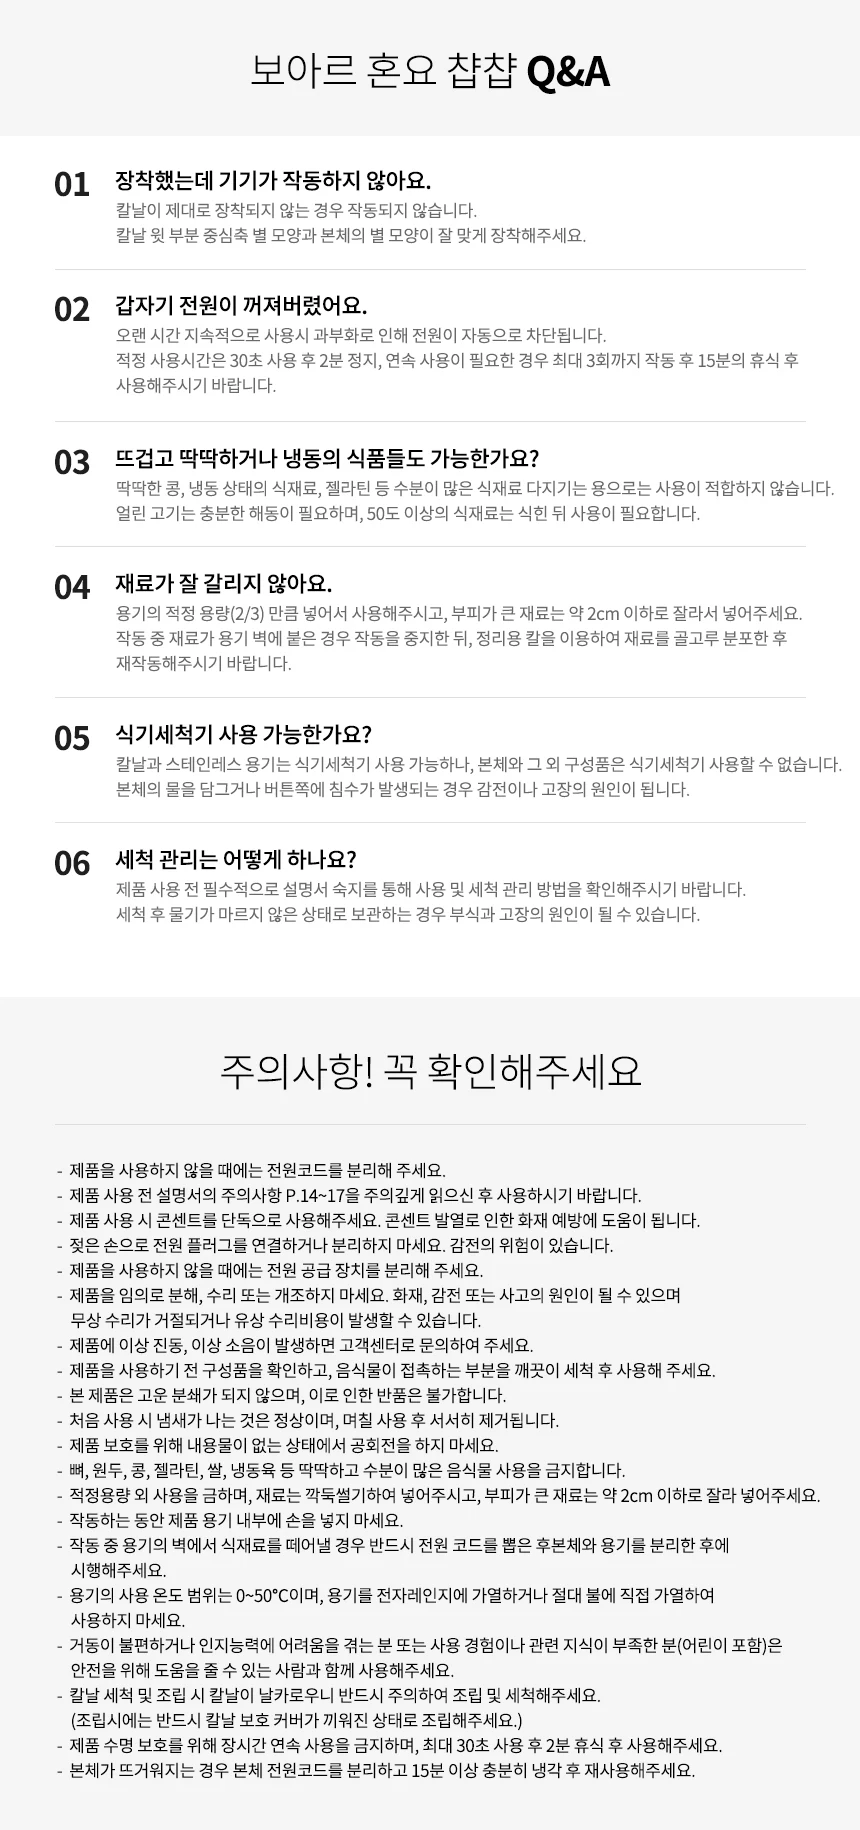 보아르 혼요 챱챱 Q&A
01 장착했는데 기기가 작동하지 않아요.
칼날이 제대로 장착되지 않는 경우 작동되지 않습니다.
칼날 윗 부분 중심축 별 모양과 본체의 별 모양이 잘 맞게 장착해주세요.
02 갑자기 전원이 꺼져버렸어요.
오랜 시간 지속적으로 사용시 과부화로 인해 전원이 자동으로 차단됩니다.
적정 사용시간은 30초 사용 후 2분 정지, 연속 사용이 필요한 경우 최대 3회까지 작동 후 15분의 휴식 후
사용해주시기 바랍니다.
03 뜨겁고 딱딱하거나 냉동의 식품들도 가능한가요?
딱딱한 콩, 냉동 상태의 식재료, 젤라틴 등 수분이 많은 식재료 다지기는 용으로는 사용이 적합하지 않습니다.
얼린 고기는 충분한 해동이 필요하며, 50도 이상의 식재료는 식힌 뒤 사용이 필요합니다.
04 재료가 잘 갈리지 않아요.
용기의 적정 용량(2/3) 만큼 넣어서 사용해주시고, 부피가 큰 재료는 약 2cm 이하로 잘라서 넣어주세요.
작동 중 재료가 용기 벽에 붙은 경우 작동을 중지한 뒤, 정리용 칼을 이용하여 재료를 골고루 분포한 후
재작동해주시기 바랍니다.
05 식기세척기 사용 가능한가요?
칼날과 스테인레스 용기는 식기세척기 사용 가능하나, 본체와 그 외 구성품은 식기세척기 사용할 수 없습니다.
본체의 물을 담그거나 버튼쪽에 침수가 발생되는 경우 감전이나 고장의 원인이 됩니다.
06 세척 관리는 어떻게 하나요?
제품 사용 전 필수적으로 설명서 숙지를 통해 사용 및 세척 관리 방법을 확인해주시기 바랍니다.
세척 후 물기가 마르지 않은 상태로 보관하는 경우 부식과 고장의 원인이 될 수 있습니다.
주의사항! 꼭 확인해주세요
- 제품을 사용하지 않을 때에는 전원코드를 분리해 주세요.
- 제품 사용 전 설명서의 주의사항 P.14~17을 주의깊게 읽으신 후 사용하시기 바랍니다.
- 제품 사용 시 콘센트를 단독으로 사용해주세요. 콘센트 발열로 인한 화재 예방에 도움이 됩니다.
- 젖은 손으로 전원 플러그를 연결하거나 분리하지 마세요. 감전의 위험이 있습니다.
- 제품을 사용하지 않을 때에는 전원 공급 장치를 분리해 주세요.
- 제품을 임의로 분해, 수리 또는 개조하지 마세요. 화재, 감전 또는 사고의 원인이 될 수 있으며
무상 수리가 거절되거나 유상 수리비용이 발생할 수 있습니다.
- 제품에 이상 진동, 이상 소음이 발생하면 고객센터로 문의하여 주세요.
- 제품을 사용하기 전 구성품을 확인하고, 음식물이 접촉하는 부분을 깨끗이 세척 후 사용해 주세요.
- 본 제품은 고운 분쇄가 되지 않으며, 이로 인한 반품은 불가합니다.
- 처음 사용 시 냄새가 나는 것은 정상이며, 며칠 사용 후 서서히 제거됩니다.
- 제품 보호를 위해 내용물이 없는 상태에서 공회전을 하지 마세요.
- 뼈, 원두, 콩, 젤라틴, 쌀, 냉동육 등 딱딱하고 수분이 많은 음식물 사용을 금지합니다.
- 적정용량 외 사용을 금하며, 재료는 깍둑썰기하여 넣어주시고, 부피가 큰 재료는 약 2cm 이하로 잘라 넣어주세요.
- 작동하는 동안 제품 용기 내부에 손을 넣지 마세요.
- 작동 중 용기의 벽에서 식재료를 떼어낼 경우 반드시 전원 코드를 뽑은 후본체와 용기를 분리한 후에
시행해주세요.
- 용기의 사용 온도 범위는 0~50°C이며, 용기를 전자레인지에 가열하거나 절대 불에 직접 가열하여
사용하지 마세요.
- 거동이 불편하거나 인지능력에 어려움을 겪는 분 또는 사용 경험이나 관련 지식이 부족한 분(어린이 포함)은
안전을 위해 도움을 줄 수 있는 사람과 함께 사용해주세요.
- 칼날 세척 및 조립 시 칼날이 날카로우니 반드시 주의하여 조립 및 세척해주세요.
(조립시에는 반드시 칼날 보호 커버가 끼워진 상태로 조립해주세요.)
- 제품 수명 보호를 위해 장시간 연속 사용을 금지하며, 최대 30초 사용 후 2분 휴식 후 사용해주세요.
- 본체가 뜨거워지는 경우 본체 전원코드를 분리하고 15분 이상 충분히 냉각 후 재사용해주세요.